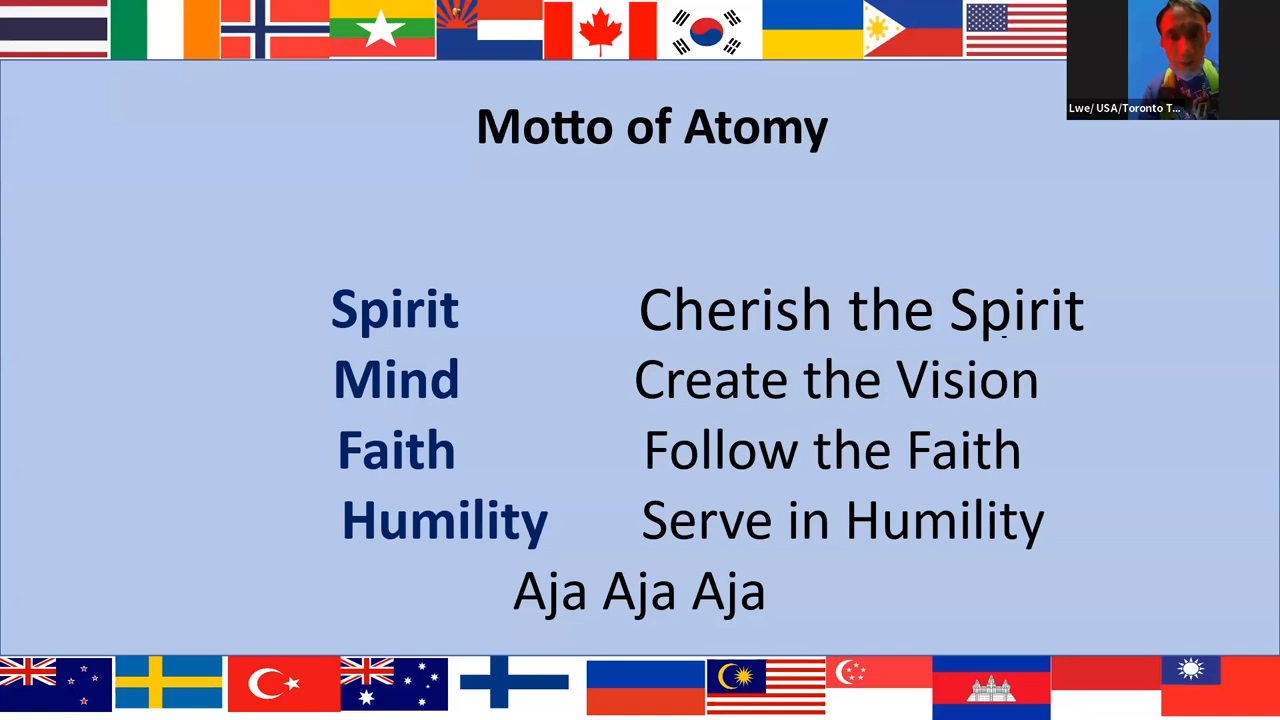 Motto of Atomy
Lwe/ USA/Toronto T...
Spirit Cherish the Spirit
Mind Create the Vision
Faith Follow the Faith
Humility Serve in Humility
Aja Aja Aja